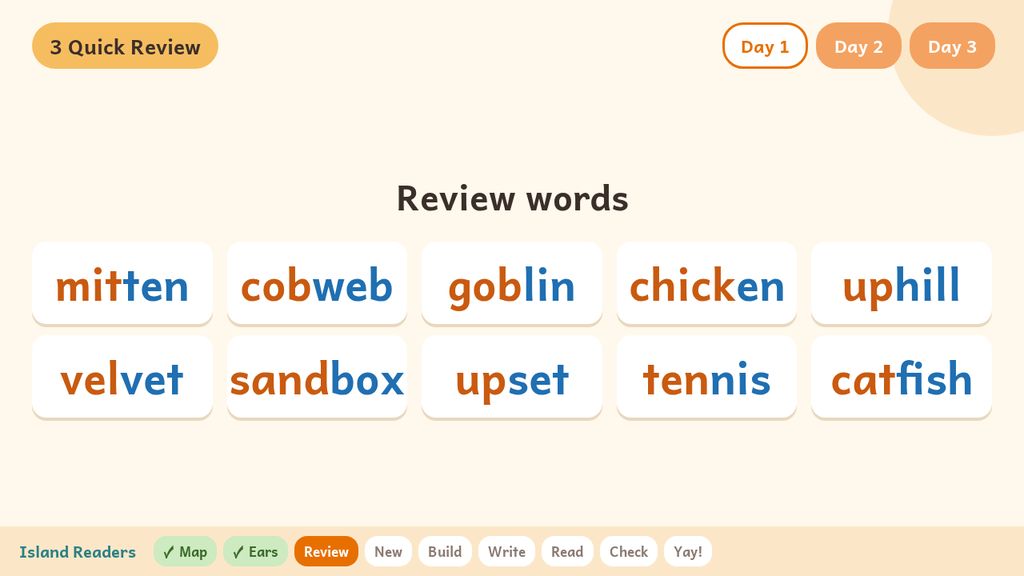 3 Quick Review
Day 1 Day 2 Day 3
Review words
mitten cobweb goblin chicken uphill
velvet sandbox upset tennis catfish
Island Readers ✓ Map ✓ Ears Review New Build Write Read Check Yay!